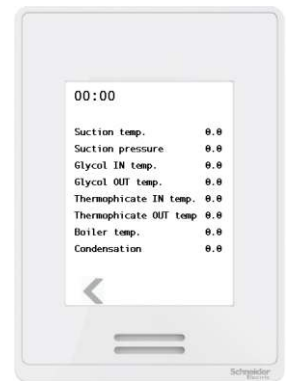 00:00
Suction temp. 0.0
Suction pressure 0.0
Glycol IN temp. 0.0
Glycol OUT temp. 0.0
Thermophicate IN temp. 0.0
Thermophicate OUT temp 0.0
Boiler temp. 0.0
Condensation 0.0
Schneider
Electric